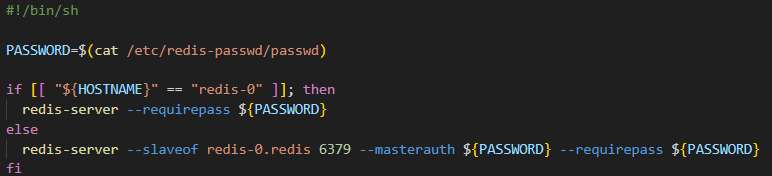 #!/bin/sh
PASSWORD=$(cat /etc/redis-passwd/passwd)
if [[ "${HOSTNAME}" == "redis-0" ]]; then
redis-server --requirepass ${PASSWORD}
else
redis-server --slaveof redis-0.redis 6379 --masterauth ${PASSWORD} --requirepass ${PASSWORD}
fi